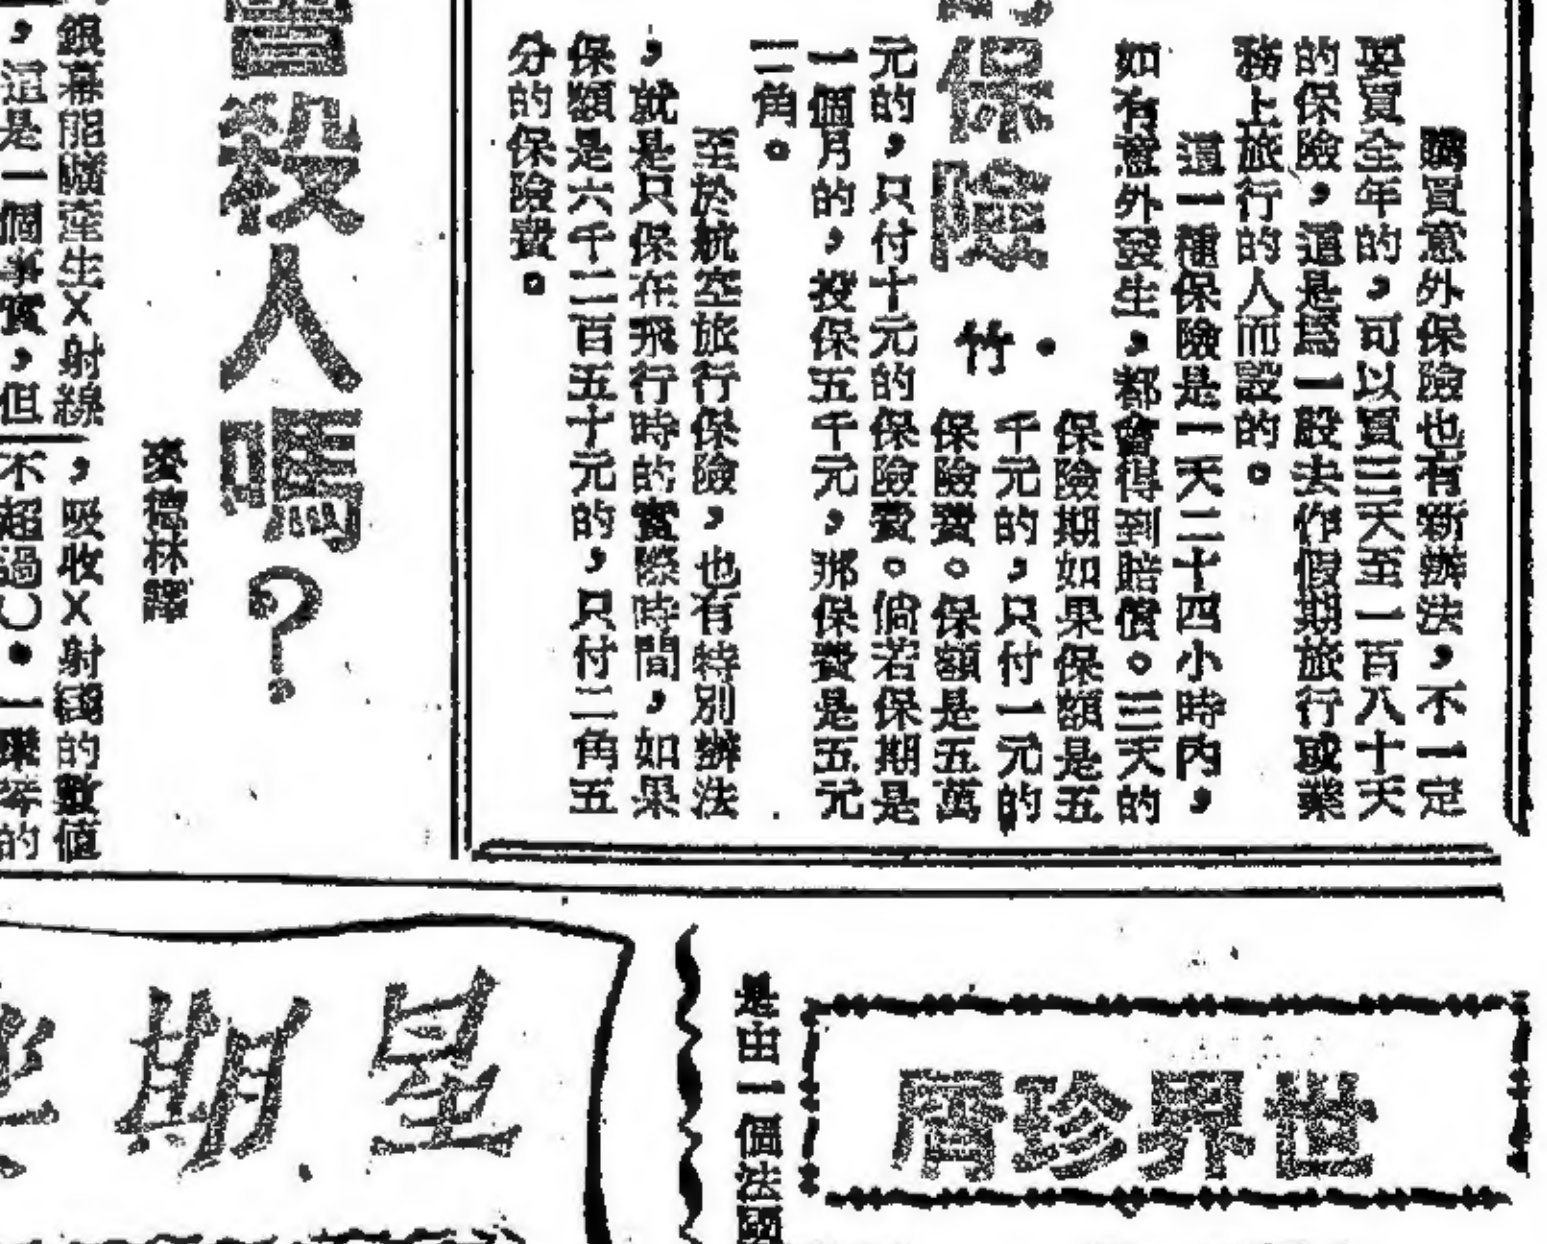 購買意外保險也有新辦法，不一定
要買全年的，可以買三天至一百八十天
的保險，這是爲一般去作假期旅行或業
務上旅行的人而設的。
這一種保險是一天二十四小時內，
如有意外發生，都會得到賠償。三天的
保險期如果保額是五
千元的，只付一元的
保險費。保額是五萬
元的，只付十元的保險費。倘若保期是
一個月的，投保五千元，那保費是五元
二角。
至於航空旅行保險，也有特別辦法
，就是只保在飛行時的實際時間，如果
保額是六千二百五十元的，只付二角五
分的保險費。
保險
竹
殺人嗎？
麥德林譯
銀幕能曠產生X射線
，這是一個事實，但
，吸收X射線的數值
不超過〇・一
的
世界珍屑
是由一個法國
星期